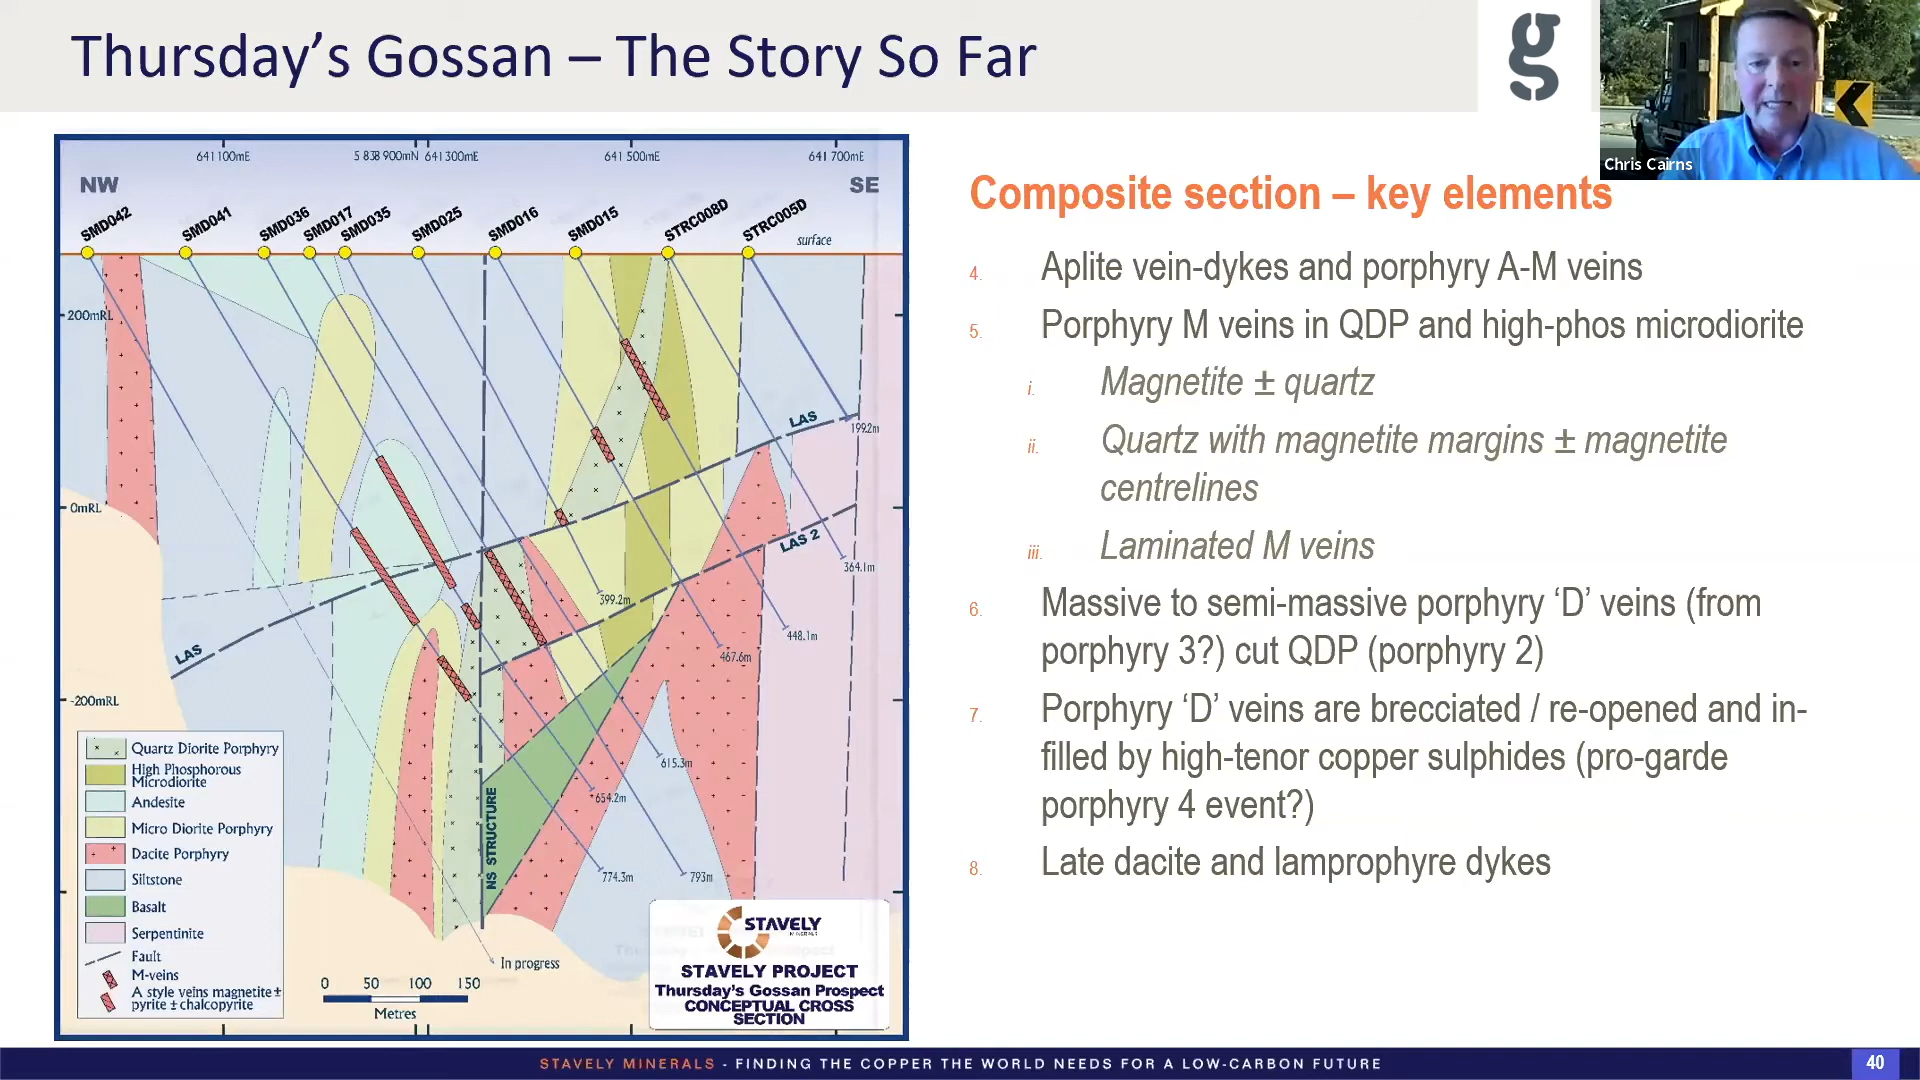 Thursday's Gossan – The Story So Far
g
Chris Cairns
641100mE
5 838 900mN
641300mE
641500mE
641700mE
NW
SE
SMD042
SMD041
SMD036
SMD017
SMD035
SMD025
SMD016
SMD015
STRC008D
STRC005D
surface
200mRL
LAS
199.2m
0mRL
LAS 2
364.1m
399.2m
448.1m
LAS
467.6m
-200mRL
615.3m
654.2m
NS STRUCTURE
774.3m
793m
In progress
Quartz Diorite Porphyry
High Phosphorous
Microdiorite
Andesite
Micro Diorite Porphyry
Dacite Porphyry
Siltstone
Basalt
Serpentinite
Fault
M-veins
A style veins magnetite ±
pyrite ± chalcopyrite
0 50 100 150
Metres
STAVELY
MINERALS
STAVELY PROJECT
Thursday's Gossan Prospect
CONCEPTUAL CROSS
SECTION
Composite section – key elements
4. Aplite vein-dykes and porphyry A-M veins
5. Porphyry M veins in QDP and high-phos microdiorite
i. Magnetite ± quartz
ii. Quartz with magnetite margins ± magnetite
centrelines
iii. Laminated M veins
6. Massive to semi-massive porphyry 'D' veins (from
porphyry 3?) cut QDP (porphyry 2)
7. Porphyry 'D' veins are brecciated / re-opened and in-
filled by high-tenor copper sulphides (pro-garde
porphyry 4 event?)
8. Late dacite and lamprophyre dykes
STAVELY MINERALS - FINDING THE COPPER THE WORLD NEEDS FOR A LOW-CARBON FUTURE
40